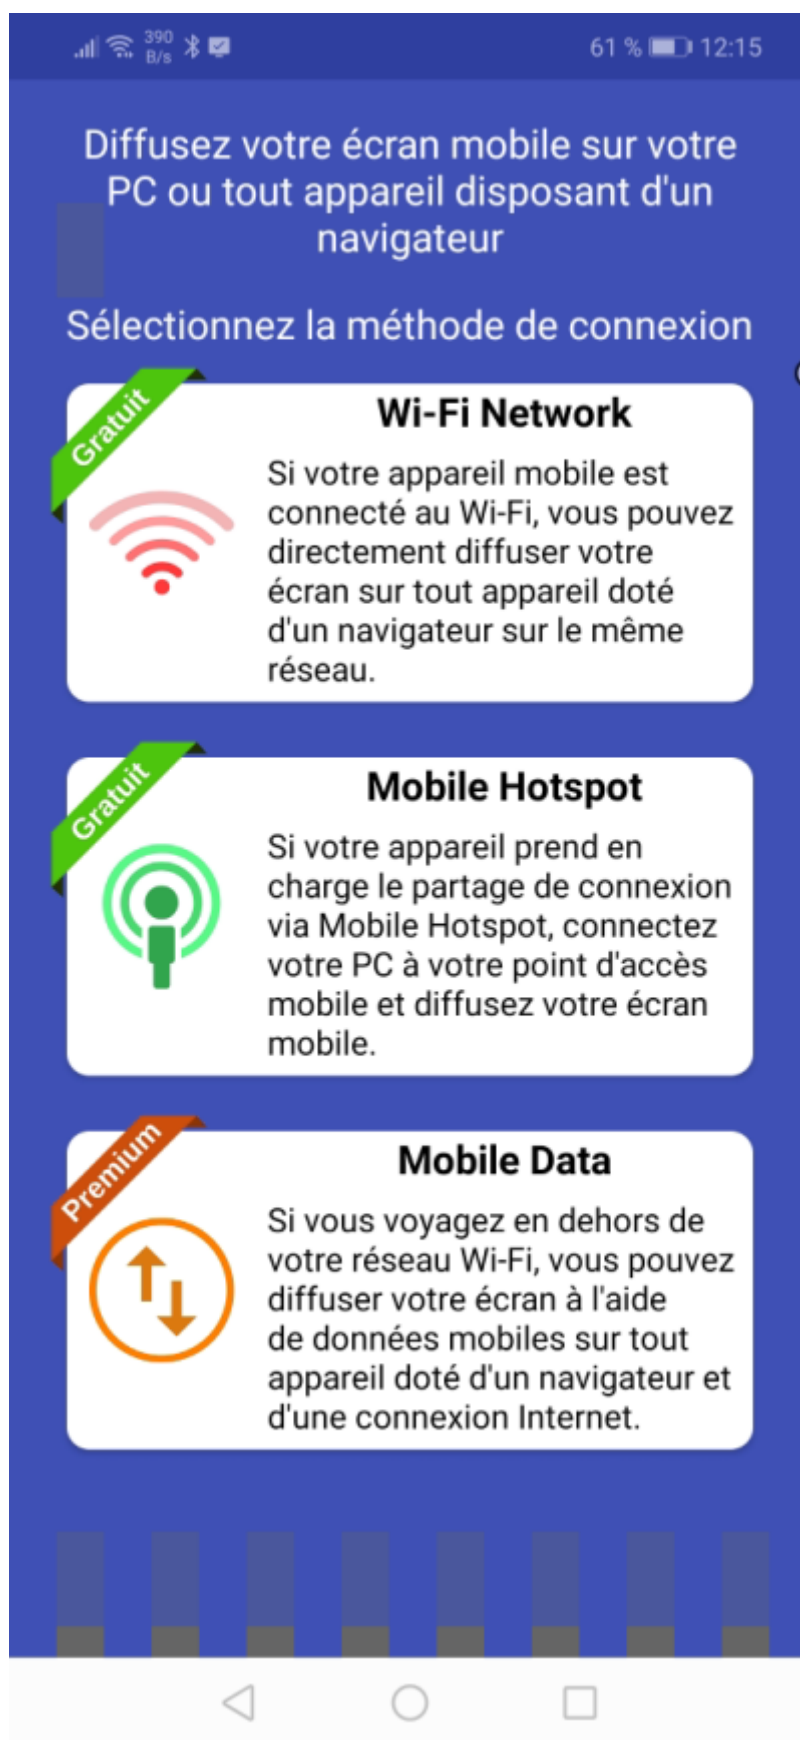 390
B/s
61 %
12:15
Diffusez votre écran mobile sur votre
PC ou tout appareil disposant d'un
navigateur
Sélectionnez la méthode de connexion
Gratuit
Wi-Fi Network
Si votre appareil mobile est
connecté au Wi-Fi, vous pouvez
directement diffuser votre
écran sur tout appareil doté
d'un navigateur sur le même
réseau.
Gratuit
Mobile Hotspot
Si votre appareil prend en
charge le partage de connexion
via Mobile Hotspot, connectez
votre PC à votre point d'accès
mobile et diffusez votre écran
mobile.
Premium
Mobile Data
Si vous voyagez en dehors de
votre réseau Wi-Fi, vous pouvez
diffuser votre écran à l'aide
de données mobiles sur tout
appareil doté d'un navigateur et
d'une connexion Internet.